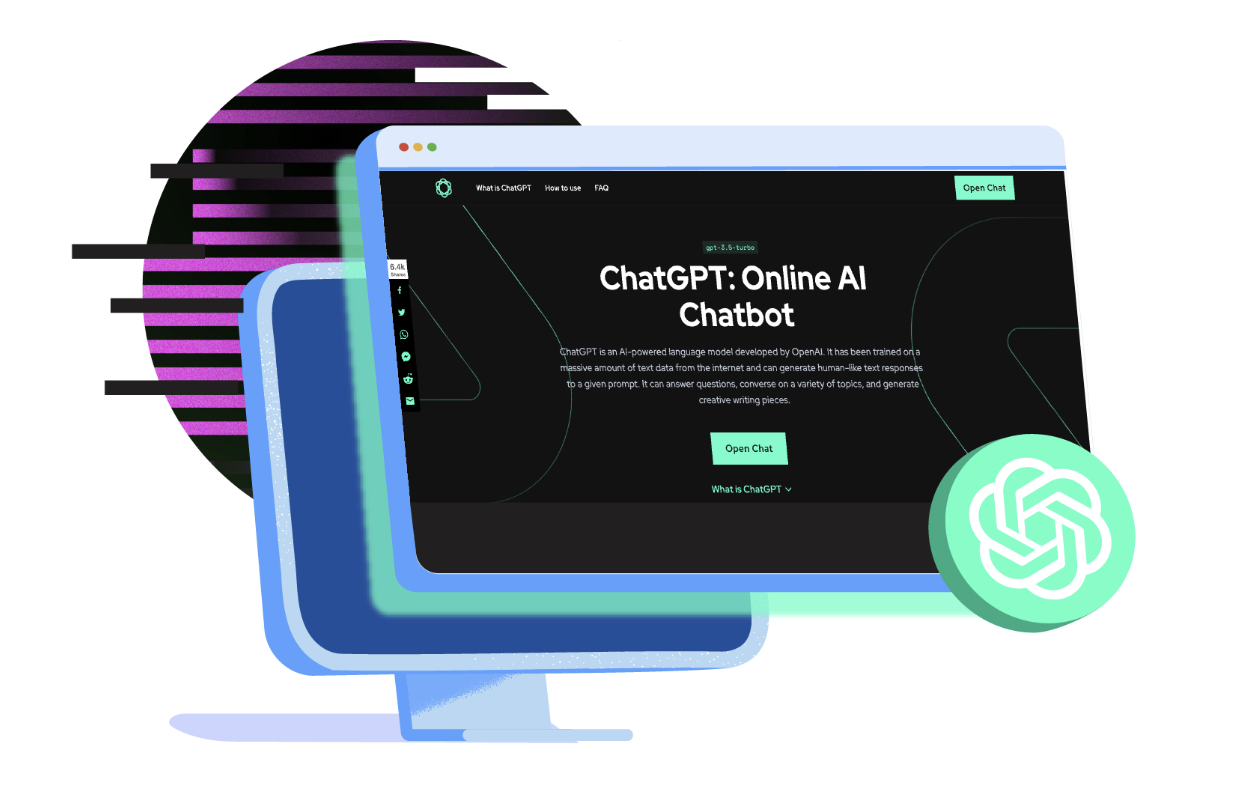 What is ChatGPT How to use FAQ Open Chat
gpt-3.5-turbo
6.4k
Shares
ChatGPT: Online AI
Chatbot
ChatGPT is an AI-powered language model developed by OpenAI. It has been trained on a
massive amount of text data from the internet and can generate human-like text responses
to a given prompt. It can answer questions, converse on a variety of topics, and generate
creative writing pieces.
Open Chat
What is ChatGPT